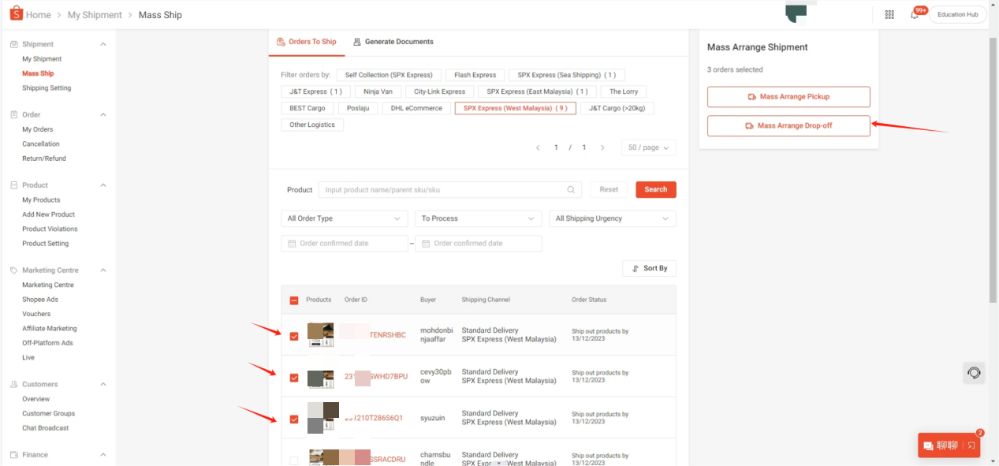 Home > My Shipment > Mass Ship
99+
Education Hub
Shipment
My Shipment
Mass Ship
Shipping Setting
Order
My Orders
Cancellation
Return/Refund
Product
My Products
Add New Product
Product Violations
Product Setting
Marketing Centre
Marketing Centre
Shopee Ads
Vouchers
Affiliate Marketing
Off-Platform Ads
Live
Customers
Overview
Customer Groups
Chat Broadcast
Finance
Orders To Ship
Generate Documents
Filter orders by:
Self Collection (SPX Express)
Flash Express
SPX Express (Sea Shipping) ( 1 )
J&T Express ( 1 )
Ninja Van
City-Link Express
SPX Express (East Malaysia) ( 1 )
The Lorry
BEST Cargo
Poslaju
DHL eCommerce
SPX Express (West Malaysia) ( 9 )
J&T Cargo (>20kg)
Other Logistics
< 1 / 1 >
50 / page
Product
Input product name/parent sku/sku
Reset
Search
All Order Type
To Process
All Shipping Urgency
Order confirmed date
–
Order confirmed date
Sort By
Products
Order ID
Buyer
Shipping Channel
Order Status
TENRSHBC
mohdonbi
njaaffar
Standard Delivery
SPX Express (West Malaysia)
Ship out products by
13/12/2023
SWHD7BPU
cevy30pb
ow
Standard Delivery
SPX Express (West Malaysia)
Ship out products by
13/12/2023
231210T286S6Q1
syuzuin
Standard Delivery
SPX Express (West Malaysia)
Ship out products by
13/12/2023
SSRACDRU
chamsbu
ndle
Standard Delivery
SPX Express (West Malaysia)
Ship out products by
13/12/2023
Mass Arrange Shipment
3 orders selected
Mass Arrange Pickup
Mass Arrange Drop-off
聊聊
2